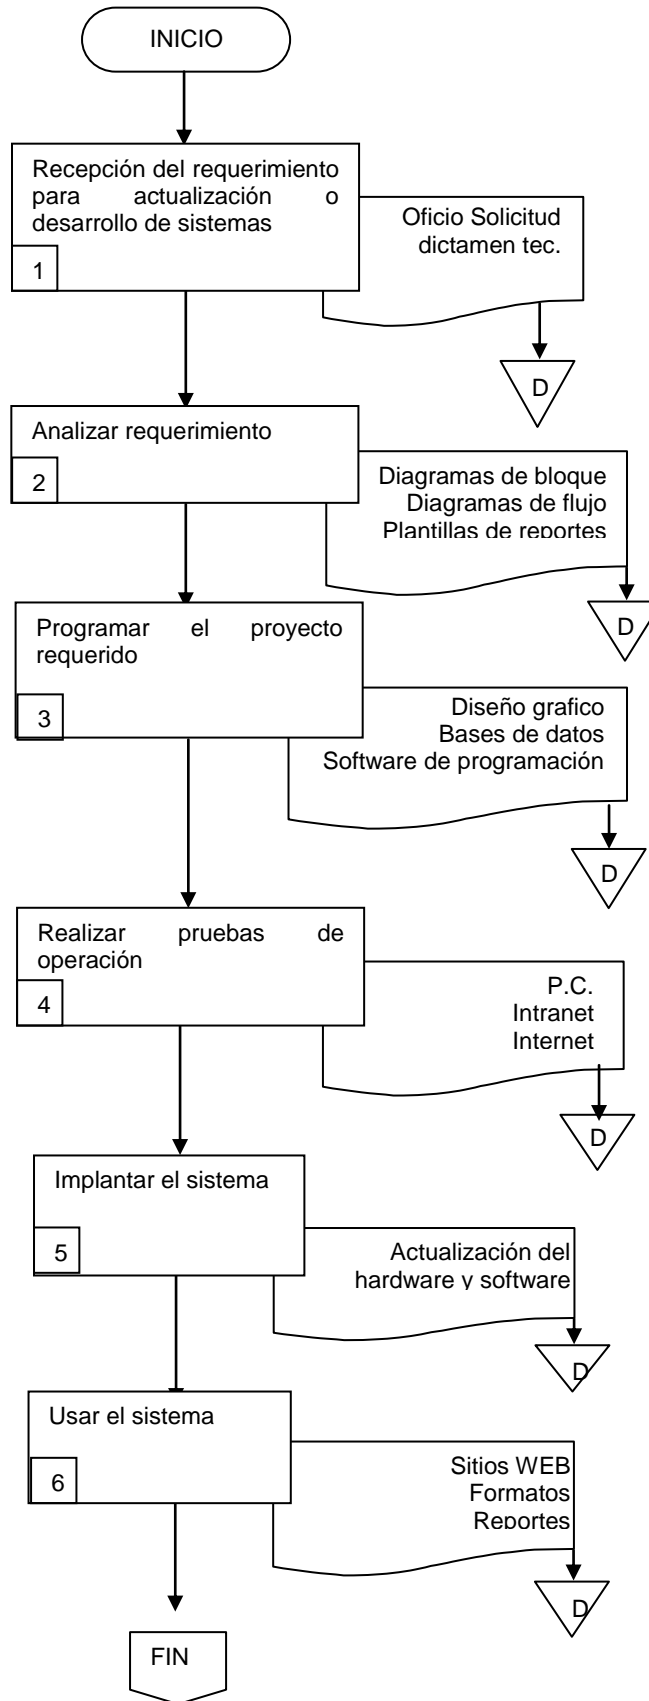 INICIO
Recepción del requerimiento
para actualización o
desarrollo de sistemas
1
Oficio Solicitud
dictamen tec.
D
Analizar requerimiento
2
Diagramas de bloque
Diagramas de flujo
Plantillas de reportes
D
Programar el proyecto
requerido
3
Diseño grafico
Bases de datos
Software de programación
D
Realizar pruebas de
operación
4
P.C.
Intranet
Internet
D
Implantar el sistema
5
Actualización del
hardware y software
D
Usar el sistema
6
Sitios WEB
Formatos
Reportes
D
FIN